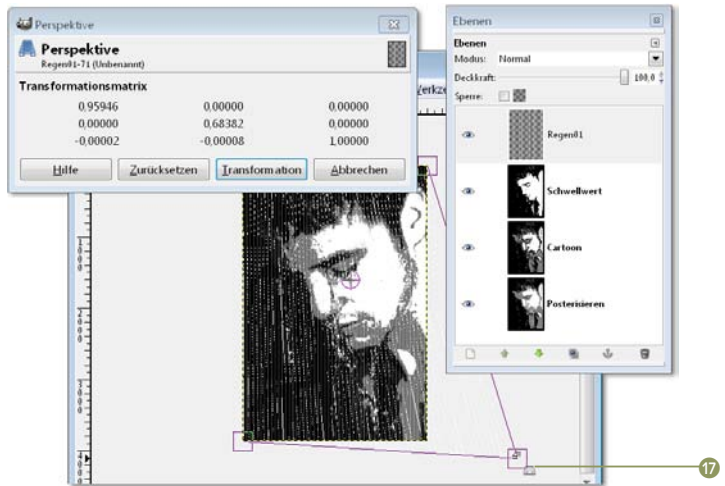 Perspektive
Perspektive
Regen01-71 (Unbenannt)
Transformationsmatrix
0,95946 0,00000 0,00000
0,00000 0,68382 0,00000
-0,00002 -0,00008 1,00000
Hilfe Zurücksetzen Transformation Abbrechen
Verkze
Ebenen
Ebenen
Modus: Normal
Deckkraft: 100,0
Sperre:
Regen01
Schwellwert
Cartoon
Posterisieren
17